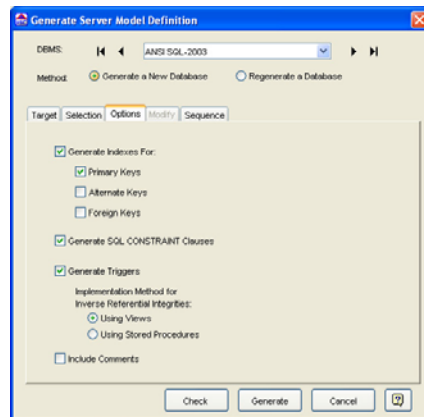 Generate Server Model Definition
DBMS: ANSI SQL-2003
Method: Generate a New Database Regenerate a Database
Target Selection Options Modify Sequence
Generate Indexes For:
Primary Keys
Alternate Keys
Foreign Keys
Generate SQL CONSTRAINT Clauses
Generate Triggers
Implementation Method for
Inverse Referential Integrities:
Using Views
Using Stored Procedures
Include Comments
Check Generate Cancel ?